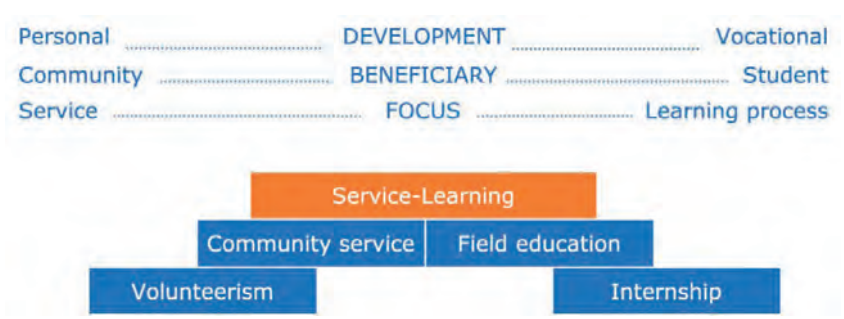 Personal DEVELOPMENT Vocational
Community BENEFICIARY Student
Service FOCUS Learning process
Service-Learning
Community service Field education
Volunteerism Internship